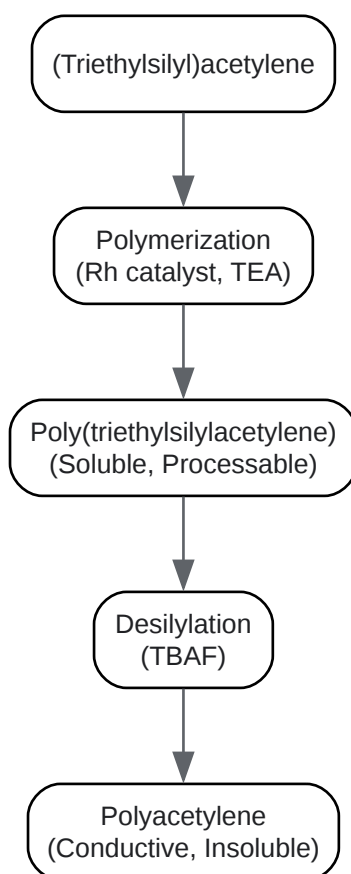 (Triethylsilyl)acetylene
Polymerization
(Rh catalyst, TEA)
Poly(triethylsilylacetylene)
(Soluble, Processable)
Desilylation
(TBAF)
Polyacetylene
(Conductive, Insoluble)